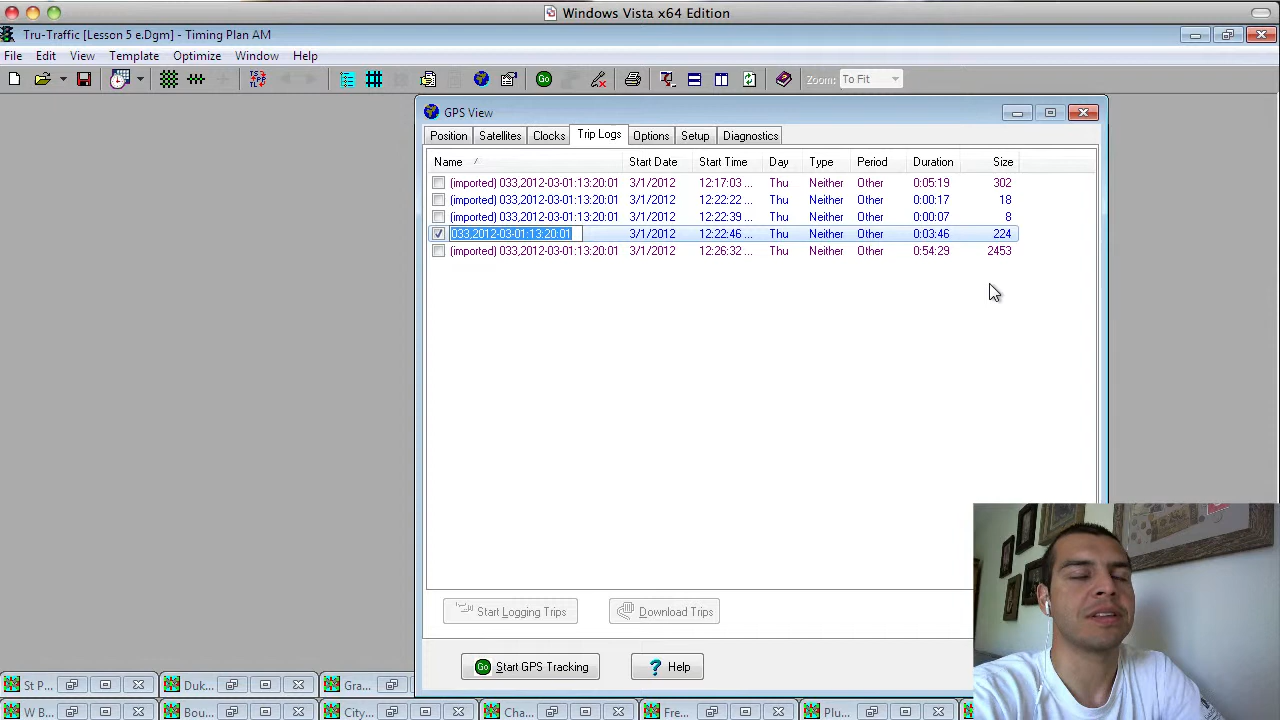 Windows Vista x64 Edition
Tru-Traffic [Lesson 5 e.Dgm] - Timing Plan AM
File Edit View Template Optimize Window Help
Go Zoom: To Fit
GPS View
Position Satellites Clocks Trip Logs Options Setup Diagnostics
Name / Start Date Start Time Day Type Period Duration Size
(imported) 033,2012-03-01:13:20:01 3/1/2012 12:17:03 ... Thu Neither Other 0:05:19 302
(imported) 033,2012-03-01:13:20:01 3/1/2012 12:22:22 ... Thu Neither Other 0:00:17 18
(imported) 033,2012-03-01:13:20:01 3/1/2012 12:22:39 ... Thu Neither Other 0:00:07 8
033,2012-03-01:13:20:01 3/1/2012 12:22:46 ... Thu Neither Other 0:03:46 224
(imported) 033,2012-03-01:13:20:01 3/1/2012 12:26:32 ... Thu Neither Other 0:54:29 2453
Start Logging Trips Download Trips
Go Start GPS Tracking ? Help
St P... Duk... Gra...
W B... Bou... City... Cha... Fre... Plu...